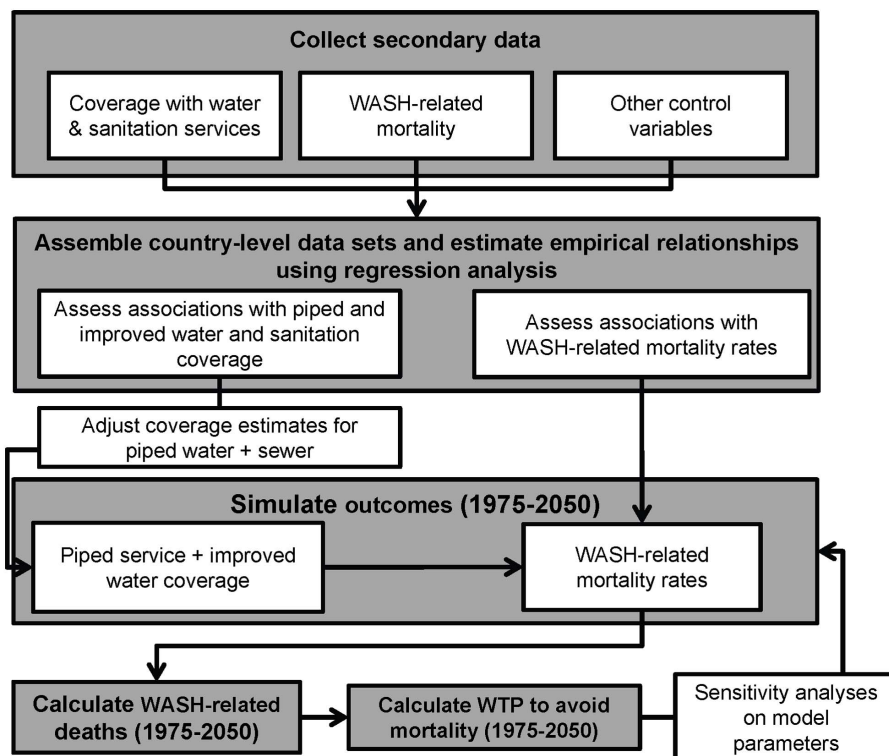 Collect secondary data
Coverage with water
& sanitation services
WASH-related
mortality
Other control
variables
Assemble country-level data sets and estimate empirical relationships
using regression analysis
Assess associations with piped and
improved water and sanitation
coverage
Assess associations with
WASH-related mortality rates
Adjust coverage estimates for
piped water + sewer
Simulate outcomes (1975-2050)
Piped service + improved
water coverage
WASH-related
mortality rates
Calculate WASH-related
deaths (1975-2050)
Calculate WTP to avoid
mortality (1975-2050)
Sensitivity analyses
on model
parameters